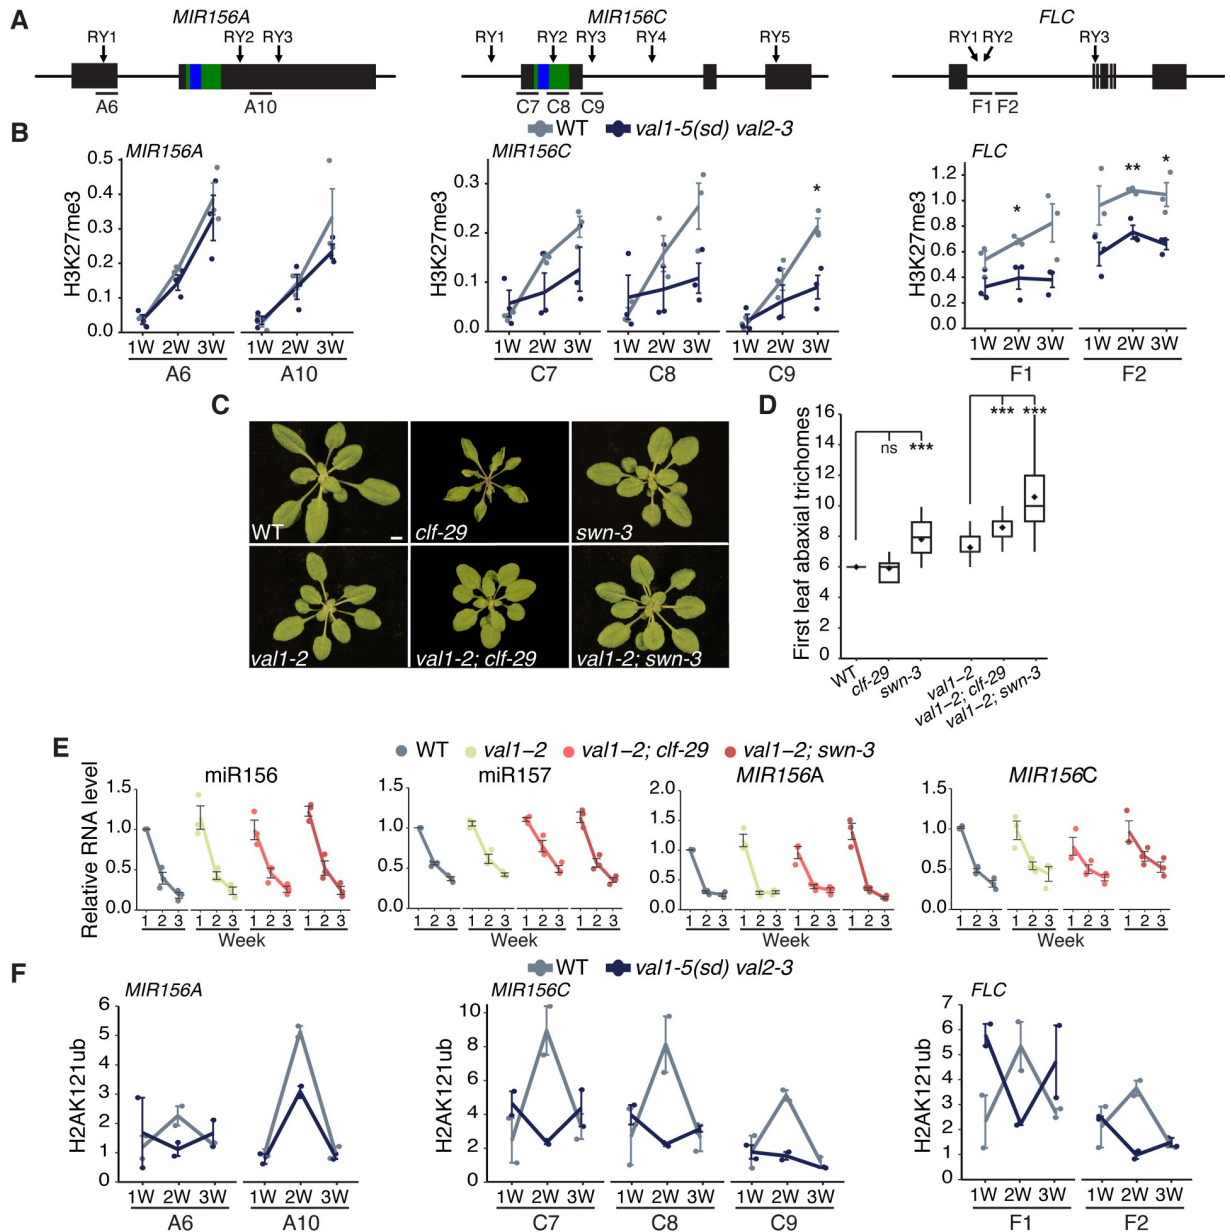 A
MIR156A
MIR156C
FLC
RY1 RY2 RY3
RY1 RY2 RY3 RY4 RY5
RY1 RY2 RY3
A6 A10
C7 C8 C9
F1 F2
WT val1-5(sd) val2-3
B
MIR156A
H3K27me3
0.5
0.4
0.3
0.2
0.1
0.0
1W 2W 3W 1W 2W 3W
A6 A10
MIR156C
H3K27me3
0.3
0.2
0.1
0.0
*
1W 2W 3W 1W 2W 3W 1W 2W 3W
C7 C8 C9
FLC
H3K27me3
1.2
1.0
0.8
0.6
0.4
0.2
0.0
* ** *
1W 2W 3W 1W 2W 3W
F1 F2
C
WT clf-29 swn-3
val1-2 val1-2; clf-29 val1-2; swn-3
D
First leaf abaxial trichomes
16
14
12
10
8
6
4
2
0
ns *** *** ***
WT
clf-29
swn-3
val1-2
val1-2; clf-29
val1-2; swn-3
E
WT val1-2 val1-2; clf-29 val1-2; swn-3
Relative RNA level
miR156
1.5
1.0
0.5
0.0
1 2 3 1 2 3 1 2 3 1 2 3
Week
miR157
1.5
1.0
0.5
0.0
1 2 3 1 2 3 1 2 3 1 2 3
Week
MIR156A
2.0
1.5
1.0
0.5
0.0
1 2 3 1 2 3 1 2 3 1 2 3
Week
MIR156C
1.5
1.0
0.5
0.0
1 2 3 1 2 3 1 2 3 1 2 3
Week
WT val1-5(sd) val2-3
F
MIR156A
H2AK121ub
6
5
4
3
2
1
0
1W 2W 3W 1W 2W 3W
A6 A10
MIR156C
H2AK121ub
10
8
6
4
2
0
1W 2W 3W 1W 2W 3W 1W 2W 3W
C7 C8 C9
FLC
H2AK121ub
7
6
5
4
3
2
1
0
1W 2W 3W 1W 2W 3W
F1 F2